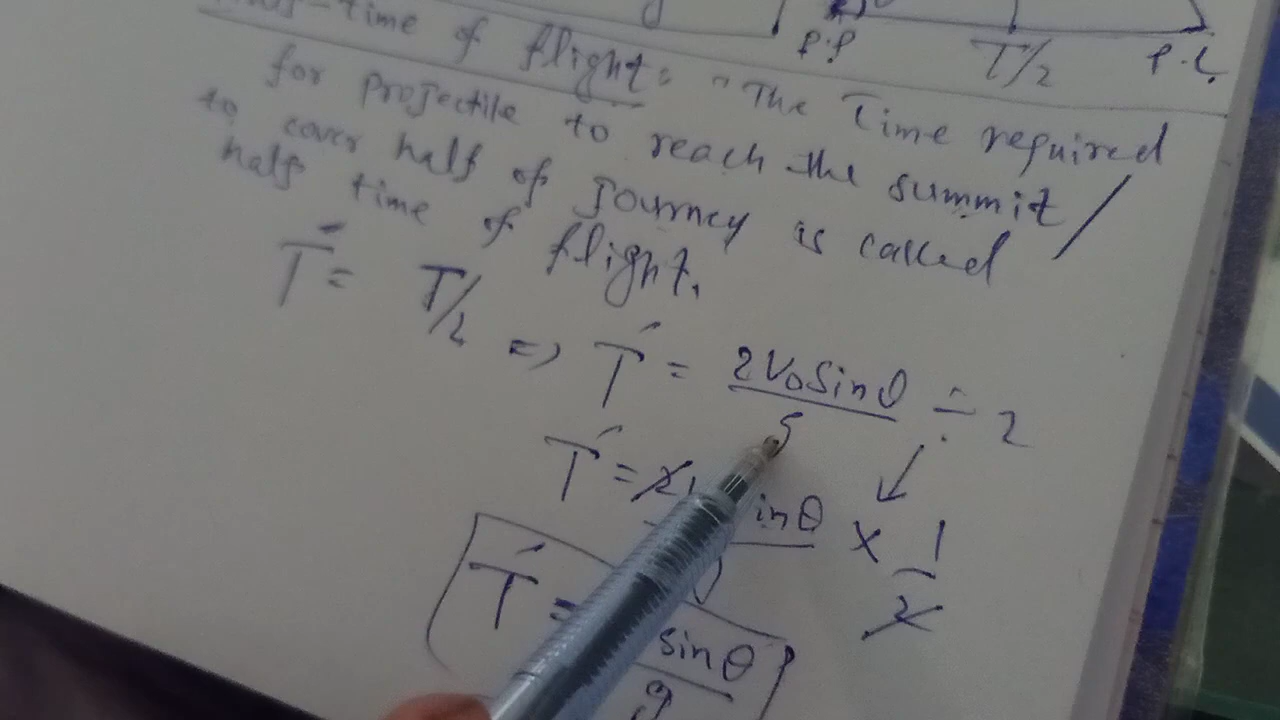 P.P T/2 P.L
time of flight: "The Time required
for Projectile to reach the summit /
to cover half of Journey is called
half time of flight.
T́ = T/2 => T́ = 2V₀Sinθ/g ÷ 2
T́ = 2 inθ × 1/2
T́ = sinθ/g